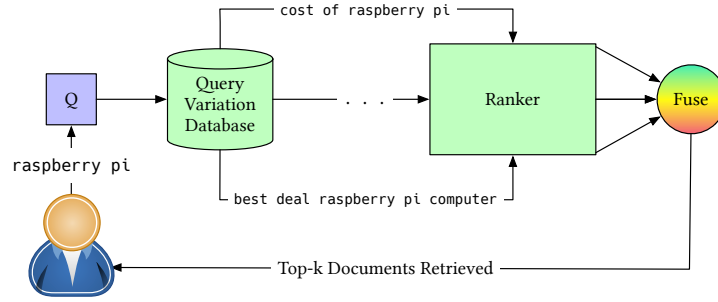 cost of raspberry pi
Q
Query
Variation
Database
. . .
Ranker
Fuse
raspberry pi
best deal raspberry pi computer
Top-k Documents Retrieved